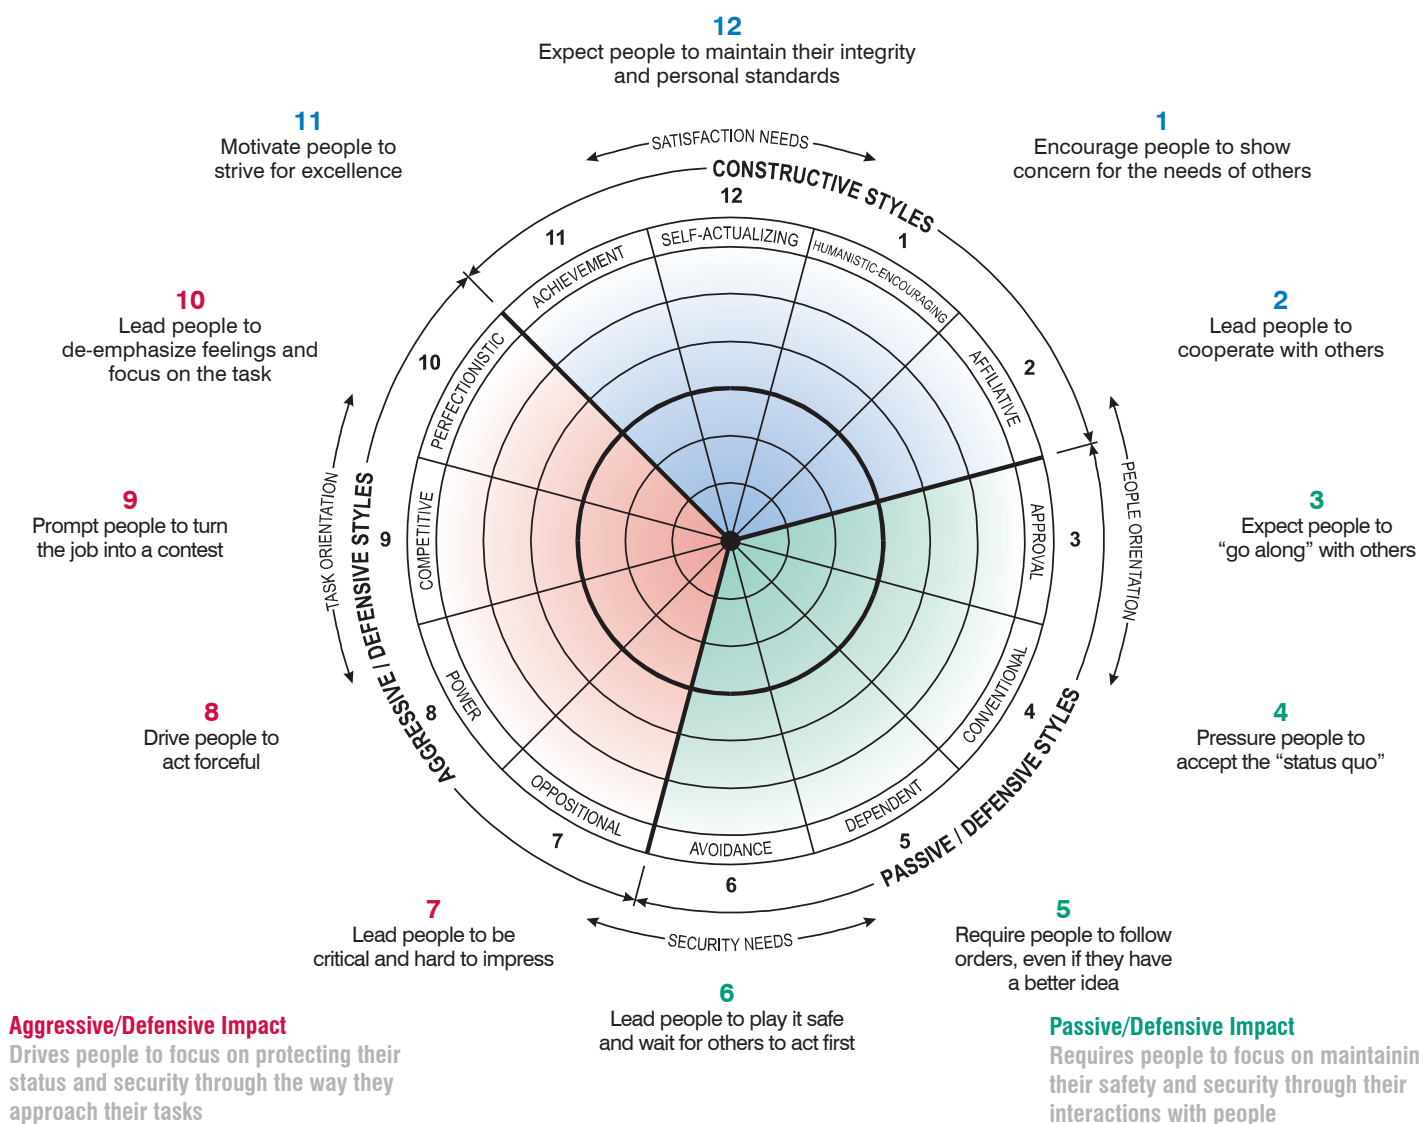 12
Expect people to maintain their integrity
and personal standards
11
Motivate people to
strive for excellence
1
Encourage people to show
concern for the needs of others
SATISFACTION NEEDS
CONSTRUCTIVE STYLES
12
11
1
SELF-ACTUALIZING
ACHIEVEMENT
HUMANISTIC-ENCOURAGING
10
Lead people to
de-emphasize feelings and
focus on the task
2
Lead people to
cooperate with others
10
PERFECTIONISTIC
AFFILIATIVE
2
9
Prompt people to turn
the job into a contest
TASK ORIENTATION
AGGRESSIVE / DEFENSIVE STYLES
9
COMPETITIVE
APPROVAL
3
PEOPLE ORIENTATION
3
Expect people to
“go along” with others
8
Drive people to
act forceful
8
POWER
CONVENTIONAL
4
PASSIVE / DEFENSIVE STYLES
4
Pressure people to
accept the “status quo”
OPPOSITIONAL
DEPENDENT
7
AVOIDANCE
5
6
7
Lead people to be
critical and hard to impress
SECURITY NEEDS
5
Require people to follow
orders, even if they have
a better idea
6
Lead people to play it safe
and wait for others to act first
Aggressive/Defensive Impact
Drives people to focus on protecting their
status and security through the way they
approach their tasks
Passive/Defensive Impact
Requires people to focus on maintainin
their safety and security through their
interactions with people